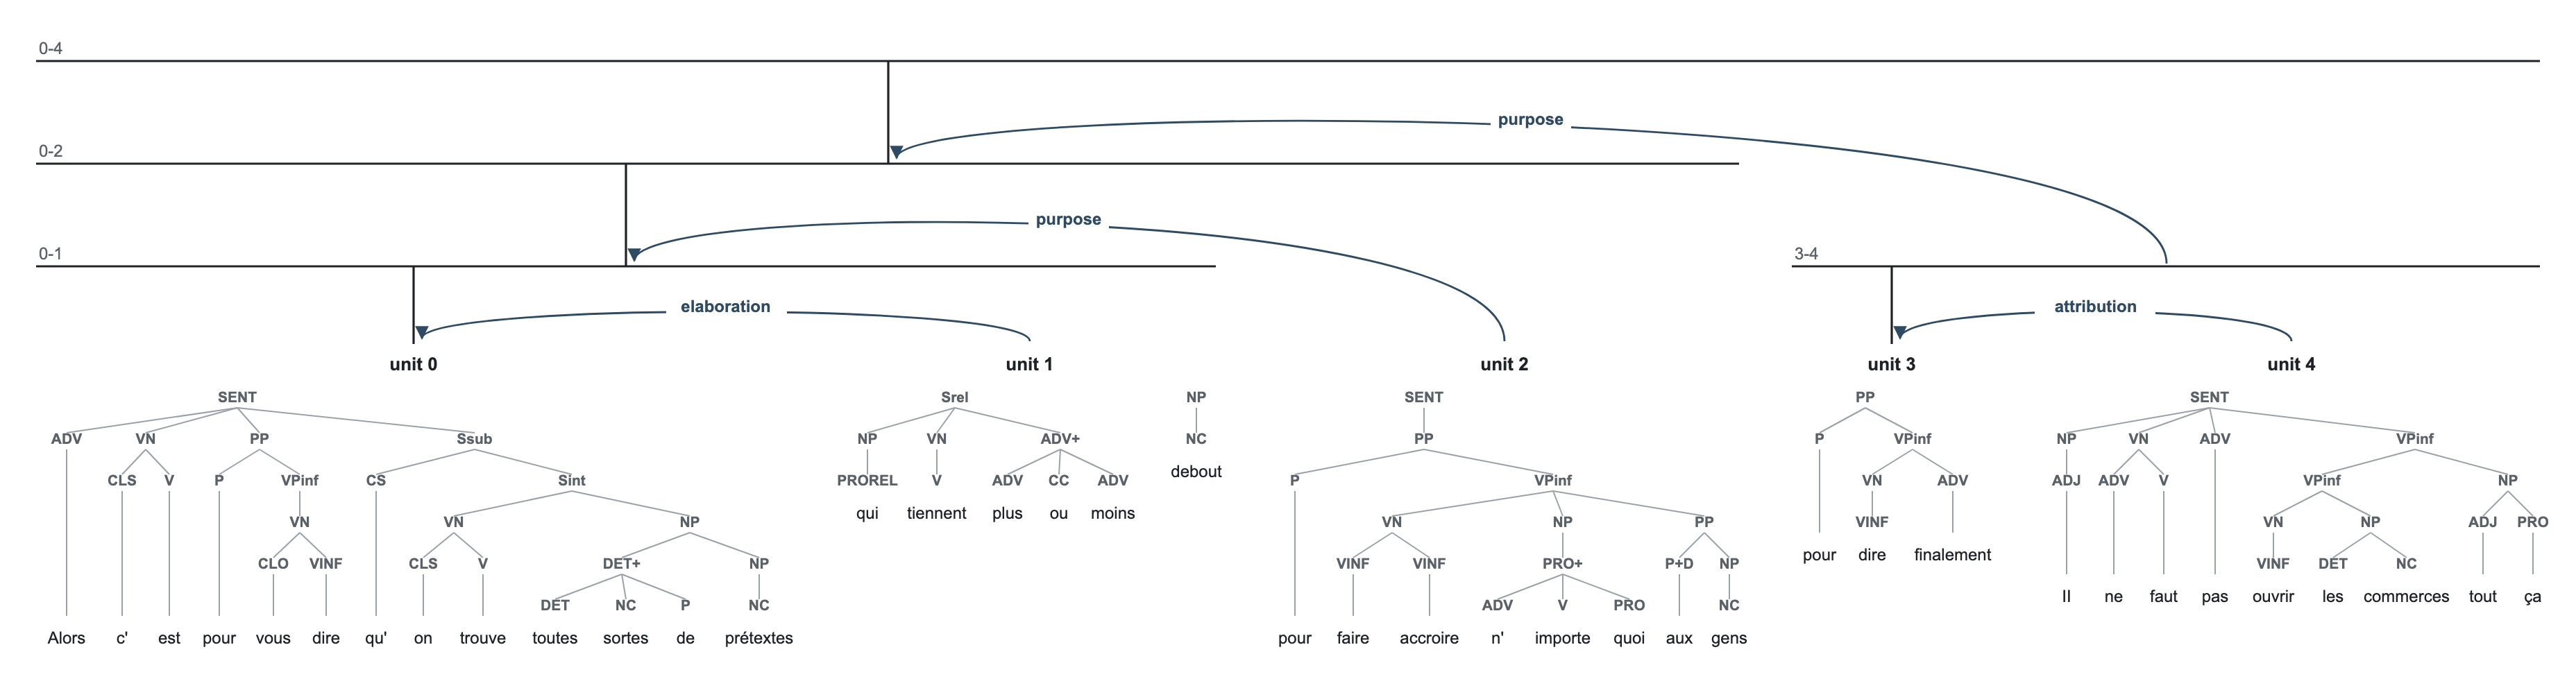 0-4
purpose
0-2
purpose
0-1
3-4
elaboration
attribution
unit 0 unit 1 unit 2 unit 3 unit 4
SENT Srel NP SENT PP SENT
ADV VN PP Ssub NP VN ADV+ NC PP P VPinf NP VN ADV VPinf
debout
CLS V P VPinf CS Sint PROREL V ADV CC ADV P VPinf VN ADV ADJ ADV V VPinf NP
qui tiennent plus ou moins
VN VN NP VN NP PP VINF VN NP ADJ PRO
pour dire finalement
CLO VINF CLS V DET+ NP VINF VINF PRO+ P+D NP VINF DET NC
Il ne faut pas ouvrir les commerces tout ça
DET NC P NC ADV V PRO NC
Alors c' est pour vous dire qu' on trouve toutes sortes de prétextes pour faire accroire n' importe quoi aux gens